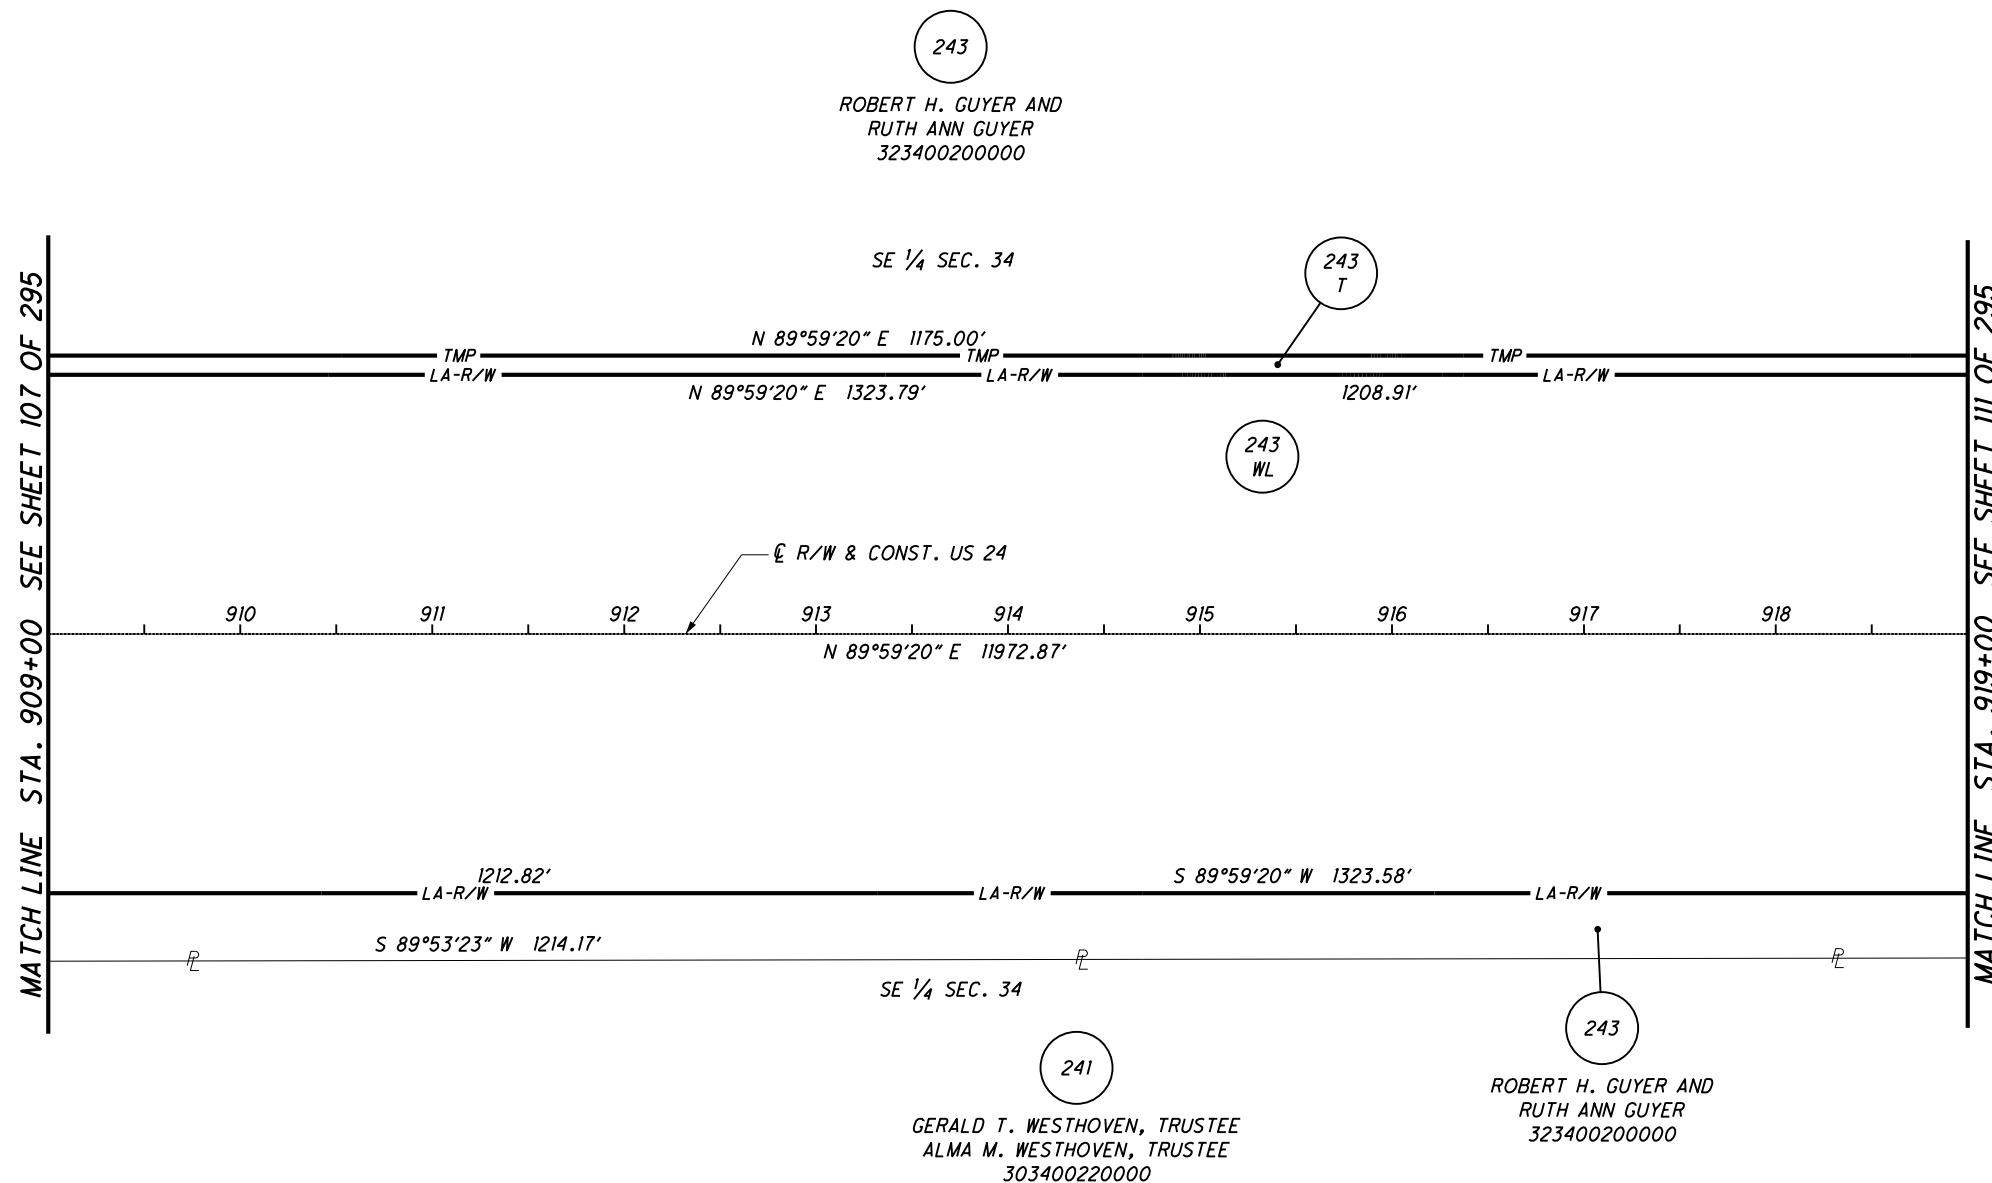 243
ROBERT H. GUYER AND
RUTH ANN GUYER
323400200000
MATCH LINE STA. 909+00 SEE SHEET 107 OF 295
SE 1/4 SEC. 34
243
T
N 89°59'20" E 1175.00'
TMP TMP TMP
LA-R/W LA-R/W LA-R/W
N 89°59'20" E 1323.79' 1208.91'
243
WL
℄ R/W & CONST. US 24
910 911 912 913 914 915 916 917 918
N 89°59'20" E 11972.87'
1212.82' S 89°59'20" W 1323.58'
LA-R/W LA-R/W LA-R/W
S 89°53'23" W 1214.17'
PL PL PL
SE 1/4 SEC. 34
243
ROBERT H. GUYER AND
RUTH ANN GUYER
323400200000
241
GERALD T. WESTHOVEN, TRUSTEE
ALMA M. WESTHOVEN, TRUSTEE
303400220000
MATCH LINE STA. 919+00 SEE SHEET 111 OF 295